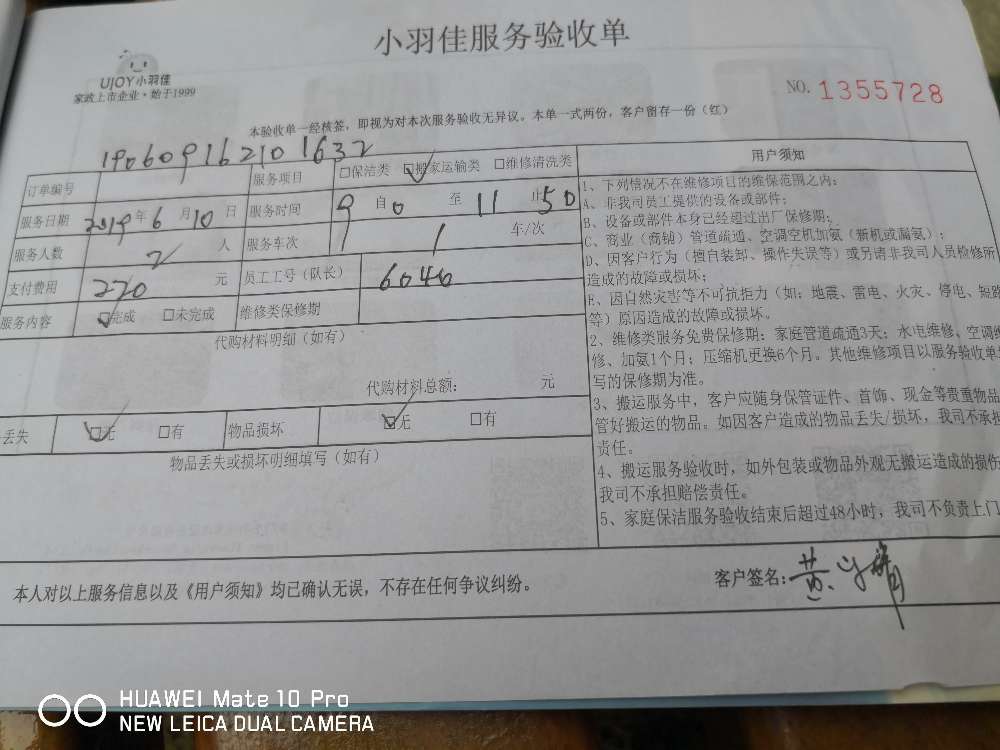 小羽佳服务验收单
UJOY小羽佳
家政上市企业·始于1999
NO. 1355728
本验收单一经核签，即视为对本次服务验收无异议。本单一式两份，客户留存一份（红）
190609162101632
订单编号 服务项目 □保洁类 □搬家运输类 □维修清洗类
服务日期 2019年6月10日 服务时间 9 自0 至 11 止50
服务人数 2 人 服务车次 1 车/次
支付费用 270 元 员工工号（队长） 6046
服务内容 □完成 □未完成 维修类保修期
代购材料明细（如有）
代购材料总额： 元
丢失 □无 □有 物品损坏 □无 □有
物品丢失或损坏明细填写（如有）
用户须知
1、下列情况不在维修项目的维保范围之内：
A、非我司员工提供的设备或部件；
B、设备或部件本身已经超过出厂保修期；
C、商业（商铺）管道疏通、空调空机加氟（新机或漏氟）；
D、因客户行为（擅自装卸、操作失误等）或另请非我司人员检修所
造成的故障或损坏；
E、因自然灾害等不可抗拒力（如：地震、雷电、火灾、停电、短路
等）原因造成的故障或损坏。
2、维修类服务免费保修期：家庭管道疏通3天；水电维修、空调维
修、加氟1个月；压缩机更换6个月。其他维修项目以服务验收单
写的保修期为准。
3、搬运服务中，客户应随身保管证件、首饰、现金等贵重物品
管好搬运的物品。如因客户造成的物品丢失/损坏，我司不承担
责任。
4、搬运服务验收时，如外包装或物品外观无搬运造成的损伤
我司不承担赔偿责任。
5、家庭保洁服务验收结束后超过48小时，我司不负责上门
本人对以上服务信息以及《用户须知》均已确认无误，不存在任何争议纠纷。
客户签名：黄
HUAWEI Mate 10 Pro
NEW LEICA DUAL CAMERA